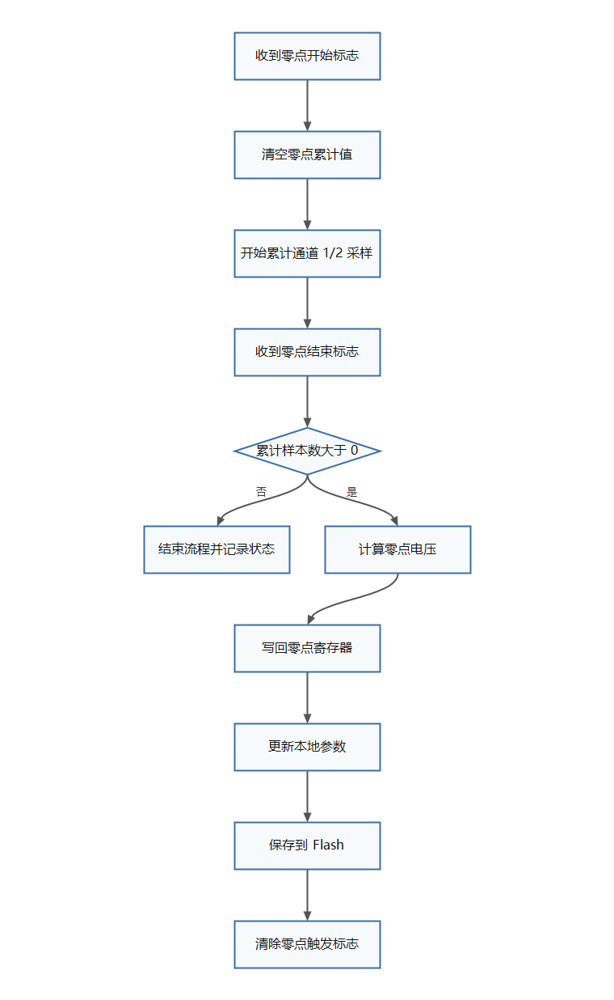 收到零点开始标志
清空零点累计值
开始累计通道 1/2 采样
收到零点结束标志
累计样本数大于 0
否
是
结束流程并记录状态
计算零点电压
写回零点寄存器
更新本地参数
保存到 Flash
清除零点触发标志